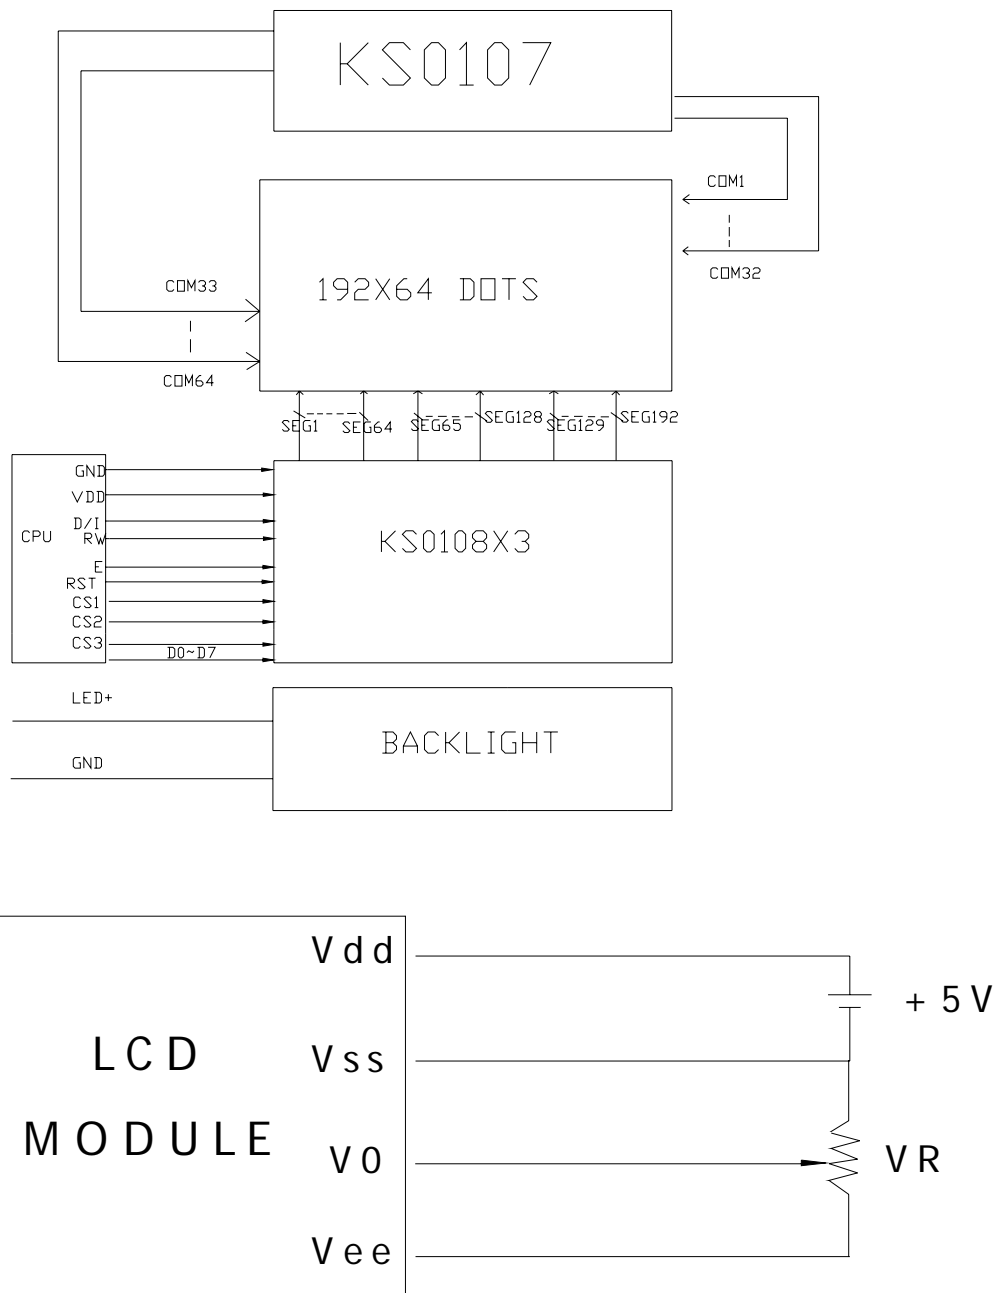 KS0107
COM1
COM32
COM33
192X64 DOTS
COM64
SEG1
SEG64
SEG65
SEG128
SEG129
SEG192
GND
VDD
D/I
CPU
RW
E
RST
CS1
CS2
CS3
D0~D7
KS0108X3
LED+
GND
BACKLIGHT
Vdd
+5V
LCD
MODULE
Vss
V0
VR
Vee